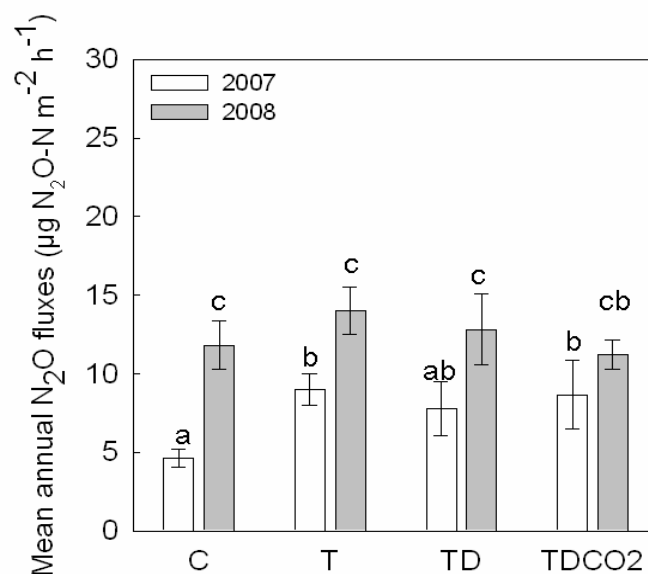 Mean annual N₂O fluxes (µg N₂O-N m⁻² h⁻¹)
30
25
20
15
10
5
0
2007
2008
a
c
b
c
ab
c
b
cb
C
T
TD
TDCO2